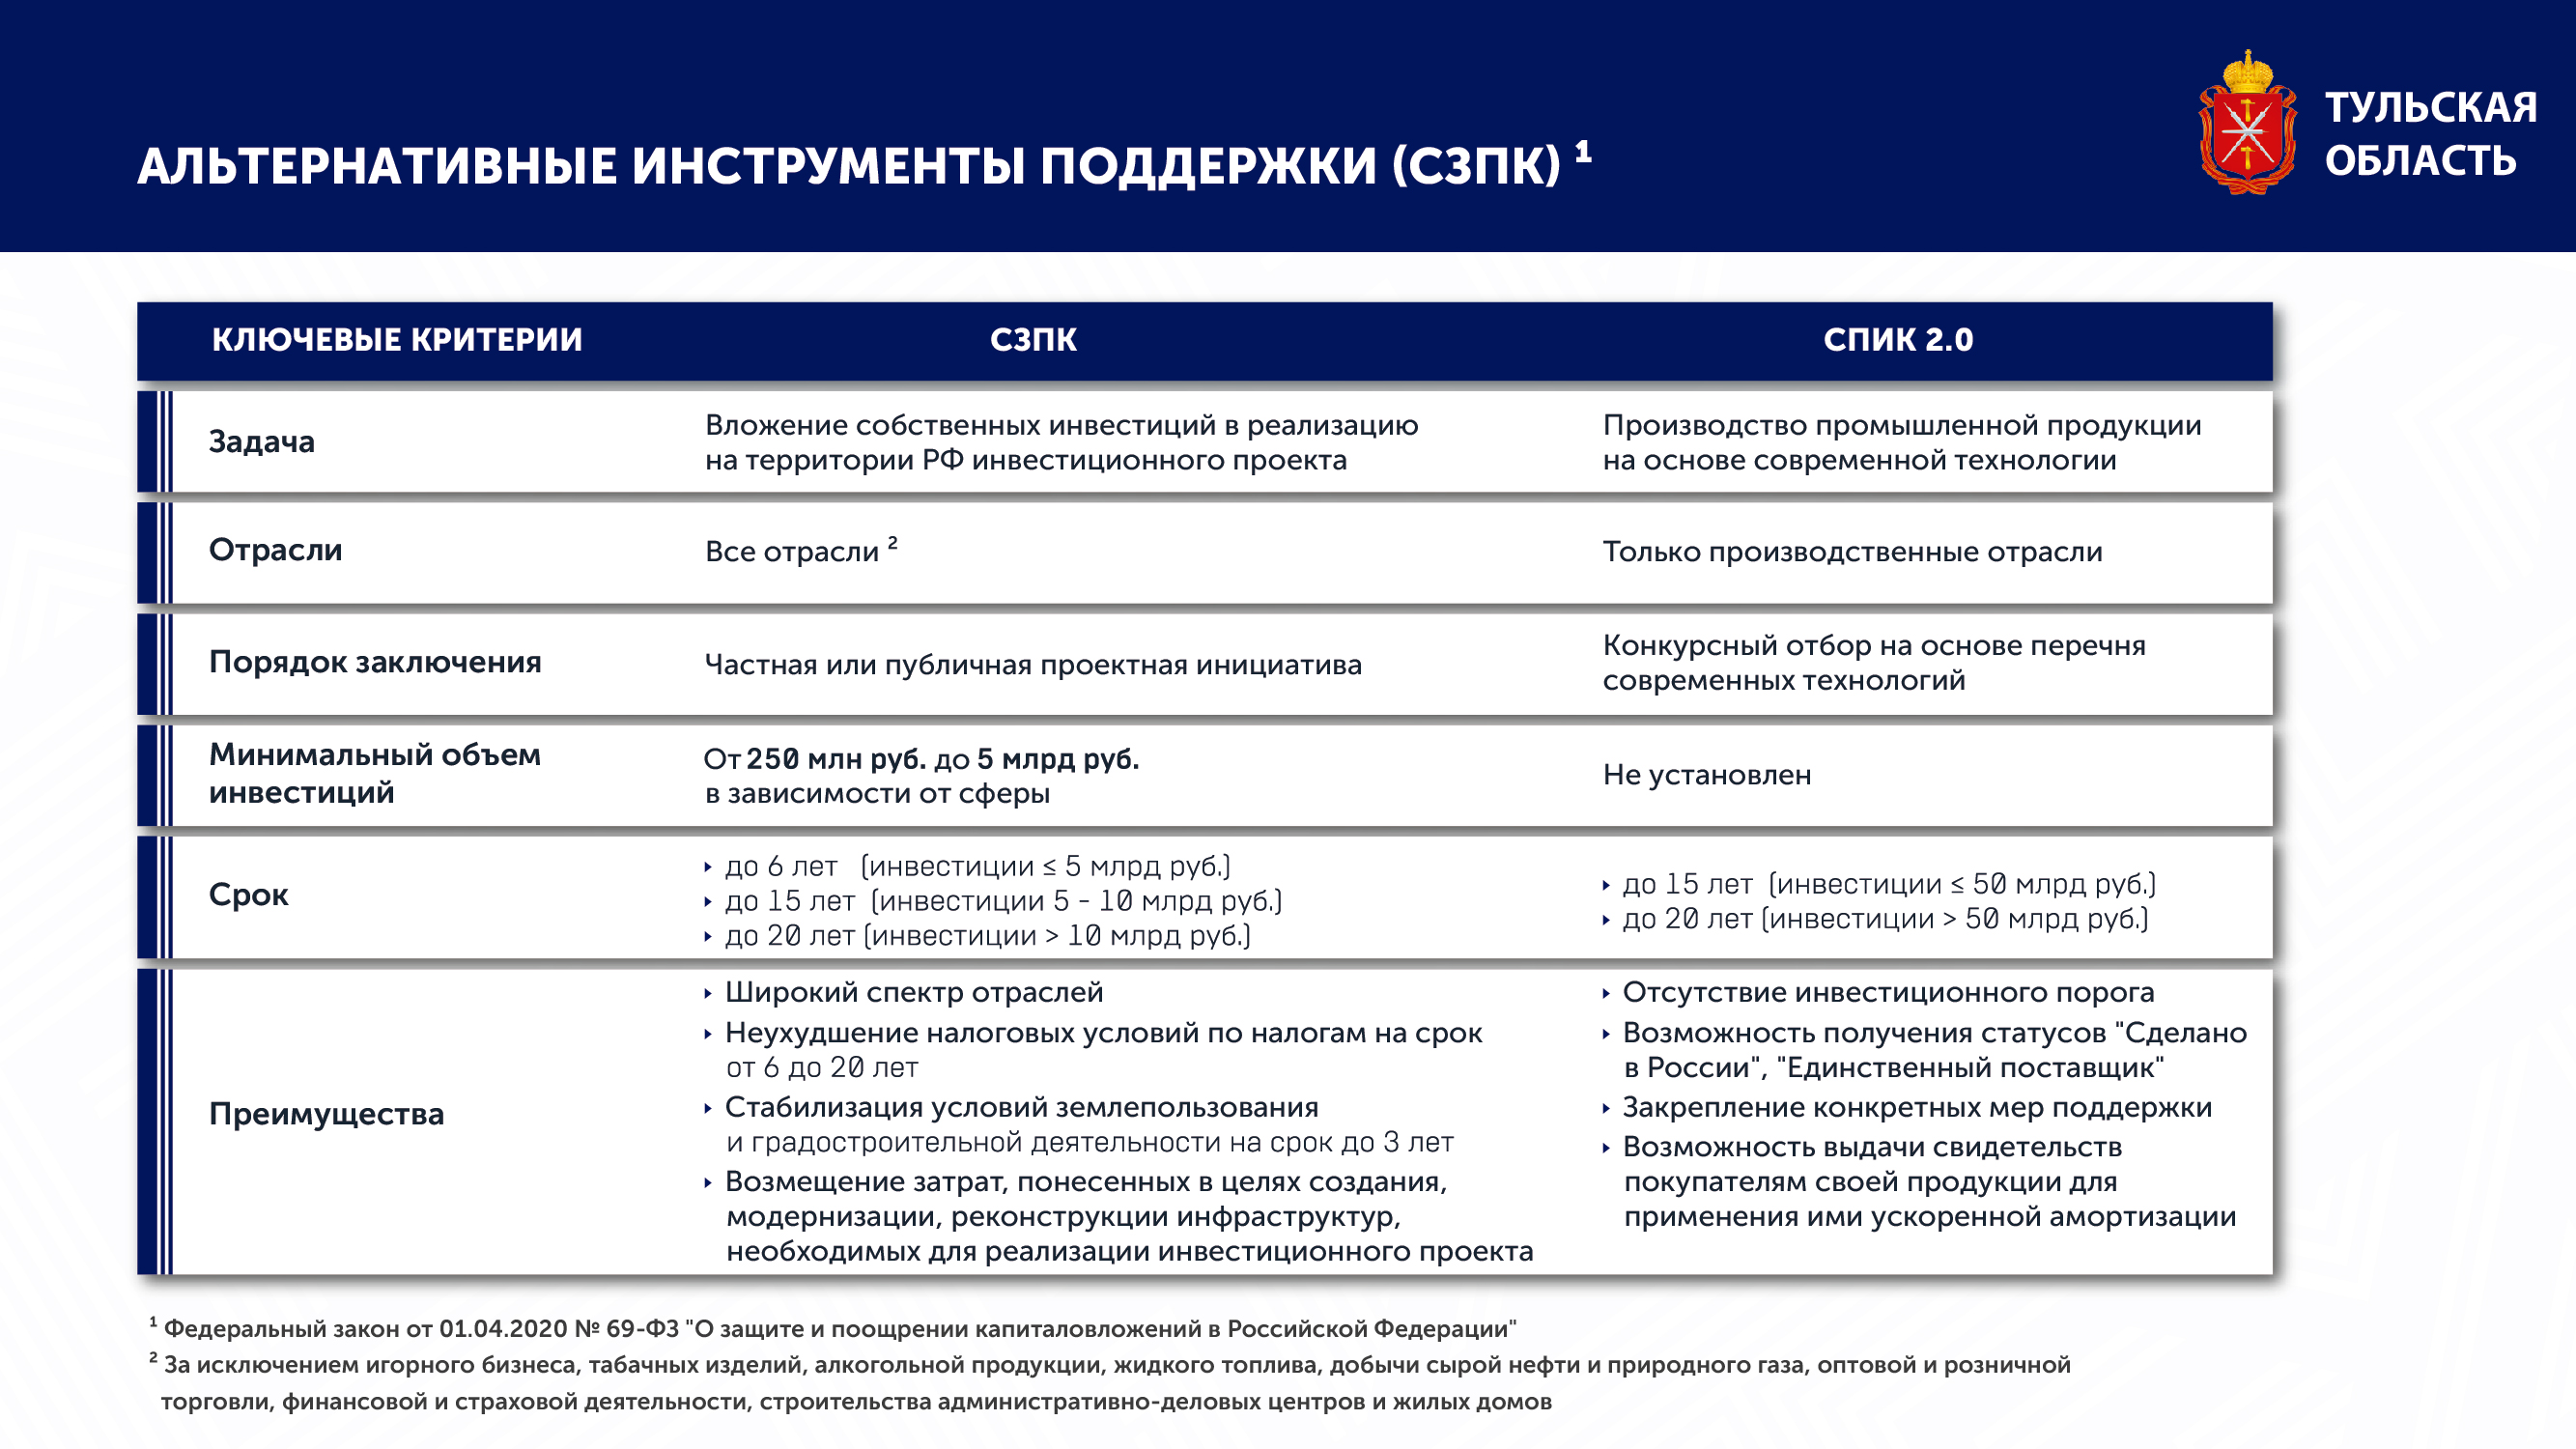 АЛЬТЕРНАТИВНЫЕ ИНСТРУМЕНТЫ ПОДДЕРЖКИ (СЗПК) ¹
ТУЛЬСКАЯ
ОБЛАСТЬ
КЛЮЧЕВЫЕ КРИТЕРИИ СЗПК СПИК 2.0
Задача
Вложение собственных инвестиций в реализацию
на территории РФ инвестиционного проекта
Производство промышленной продукции
на основе современной технологии
Отрасли
Все отрасли ²
Только производственные отрасли
Порядок заключения
Частная или публичная проектная инициатива
Конкурсный отбор на основе перечня
современных технологий
Минимальный объем
инвестиций
От 250 млн руб. до 5 млрд руб.
в зависимости от сферы
Не установлен
Срок
‣ до 6 лет (инвестиции ≤ 5 млрд руб.)
‣ до 15 лет (инвестиции 5 - 10 млрд руб.)
‣ до 20 лет (инвестиции > 10 млрд руб.)
‣ до 15 лет (инвестиции ≤ 50 млрд руб.)
‣ до 20 лет (инвестиции > 50 млрд руб.)
Преимущества
‣ Широкий спектр отраслей
‣ Неухудшение налоговых условий по налогам на срок
от 6 до 20 лет
‣ Стабилизация условий землепользования
и градостроительной деятельности на срок до 3 лет
‣ Возмещение затрат, понесенных в целях создания,
модернизации, реконструкции инфраструктур,
необходимых для реализации инвестиционного проекта
‣ Отсутствие инвестиционного порога
‣ Возможность получения статусов "Сделано
в России", "Единственный поставщик"
‣ Закрепление конкретных мер поддержки
‣ Возможность выдачи свидетельств
покупателям своей продукции для
применения ими ускоренной амортизации
¹ Федеральный закон от 01.04.2020 № 69-ФЗ "О защите и поощрении капиталовложений в Российской Федерации"
² За исключением игорного бизнеса, табачных изделий, алкогольной продукции, жидкого топлива, добычи сырой нефти и природного газа, оптовой и розничной
торговли, финансовой и страховой деятельности, строительства административно-деловых центров и жилых домов